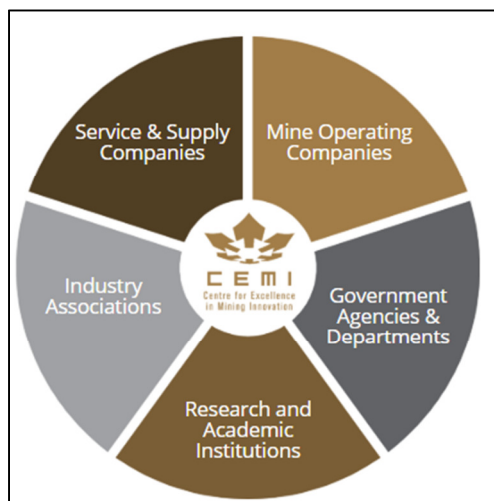 Service & Supply
Companies
Mine Operating
Companies
Industry
Associations
CEMI
Centre for Excellence
in Mining Innovation
Government
Agencies &
Departments
Research and
Academic
Institutions